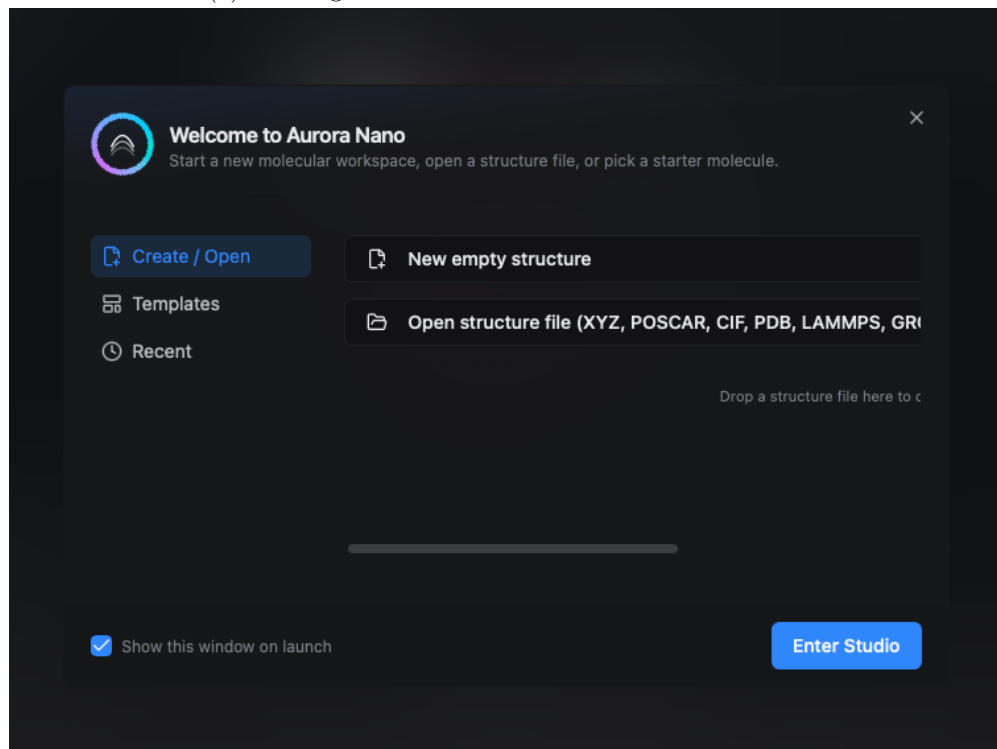 Welcome to Aurora Nano
Start a new molecular workspace, open a structure file, or pick a starter molecule.
Create / Open
Templates
Recent
New empty structure
Open structure file (XYZ, POSCAR, CIF, PDB, LAMMPS,
Drop a structure file here to
Show this window on launch
Enter Studio